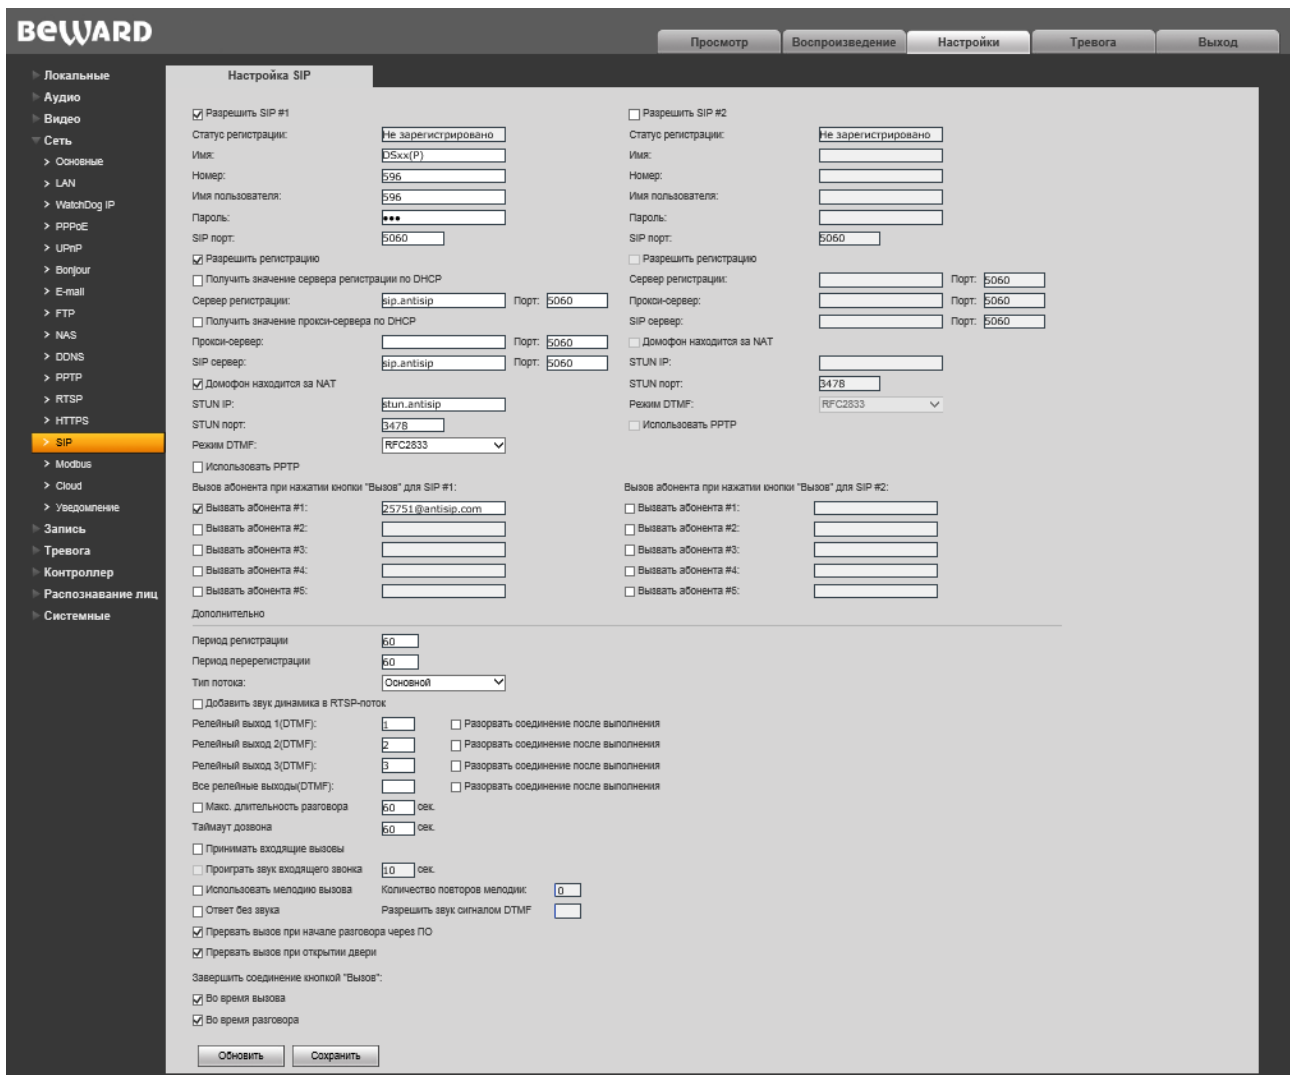 BEWARD
Просмотр
Воспроизведение
Настройки
Тревога
Выход
Локальные
Аудио
Видео
Сеть
> Основные
> LAN
> WatchDog IP
> PPPoE
> UPnP
> Bonjour
> E-mail
> FTP
> NAS
> DDNS
> PPTP
> RTSP
> HTTPS
> SIP
> Modbus
> Cloud
> Уведомление
Запись
Тревога
Контроллер
Распознавание лиц
Системные
Настройка SIP
Разрешить SIP #1
Статус регистрации: Не зарегистрировано
Имя: DSxx(P)
Номер: 596
Имя пользователя: 596
Пароль: •••
SIP порт: 5060
Разрешить регистрацию
Получить значение сервера регистрации по DHCP
Сервер регистрации: sip.antisip Порт: 5060
Получить значение прокси-сервера по DHCP
Прокси-сервер: Порт: 5060
SIP сервер: sip.antisip Порт: 5060
Домофон находится за NAT
STUN IP: stun.antisip
STUN порт: 3478
Режим DTMF: RFC2833
Использовать PPTP
Разрешить SIP #2
Статус регистрации: Не зарегистрировано
Имя:
Номер:
Имя пользователя:
Пароль:
SIP порт: 5060
Разрешить регистрацию
Сервер регистрации: Порт: 5060
Прокси-сервер: Порт: 5060
SIP сервер: Порт: 5060
Домофон находится за NAT
STUN IP:
STUN порт: 3478
Режим DTMF: RFC2833
Использовать PPTP
Вызов абонента при нажатии кнопки "Вызов" для SIP #1:
Вызвать абонента #1: 25751@antisip.com
Вызвать абонента #2:
Вызвать абонента #3:
Вызвать абонента #4:
Вызвать абонента #5:
Вызов абонента при нажатии кнопки "Вызов" для SIP #2:
Вызвать абонента #1:
Вызвать абонента #2:
Вызвать абонента #3:
Вызвать абонента #4:
Вызвать абонента #5:
Дополнительно
Период регистрации 60
Период перерегистрации 60
Тип потока: Основной
Добавить звук динамика в RTSP-поток
Релейный выход 1(DTMF): 1 Разорвать соединение после выполнения
Релейный выход 2(DTMF): 2 Разорвать соединение после выполнения
Релейный выход 3(DTMF): 3 Разорвать соединение после выполнения
Все релейные выходы(DTMF): Разорвать соединение после выполнения
Макс. длительность разговора 60 сек.
Таймаут дозвона 60 сек.
Принимать входящие вызовы
Проиграть звук входящего звонка 10 сек.
Использовать мелодию вызова Количество повторов мелодии: 0
Ответ без звука Разрешить звук сигналом DTMF
Прервать вызов при начале разговора через ПО
Прервать вызов при открытии двери
Завершить соединение кнопкой "Вызов":
Во время вызова
Во время разговора
Обновить
Сохранить